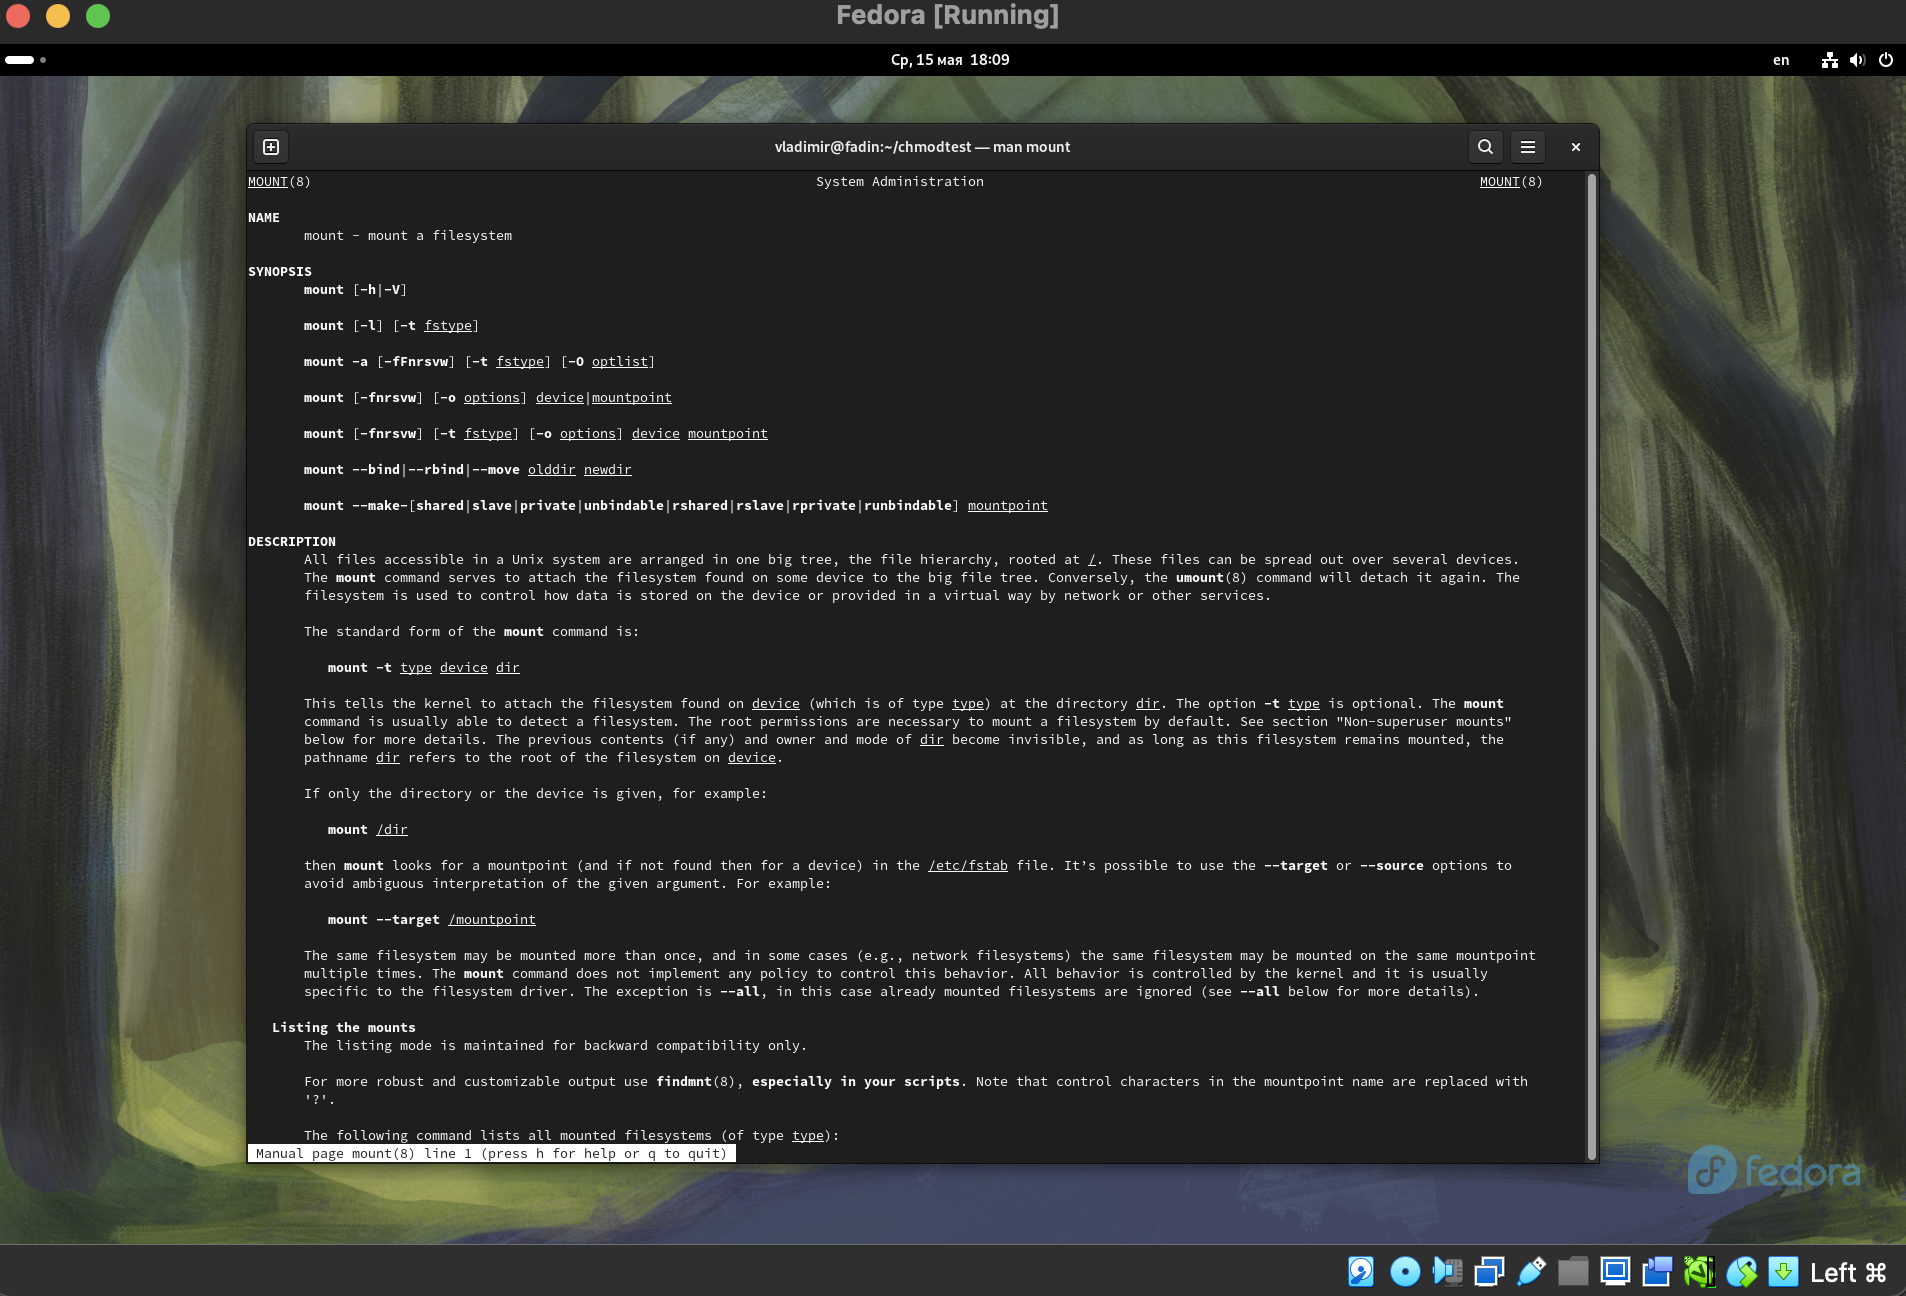 Fedora [Running]
Ср, 15 мая 18:09
en
vladimir@fadin:~/chmodtest — man mount
MOUNT(8) System Administration MOUNT(8)
NAME
mount - mount a filesystem
SYNOPSIS
mount [-h|-V]
mount [-l] [-t fstype]
mount -a [-fFnrsvw] [-t fstype] [-O optlist]
mount [-fnrsvw] [-o options] device|mountpoint
mount [-fnrsvw] [-t fstype] [-o options] device mountpoint
mount --bind|--rbind|--move olddir newdir
mount --make-[shared|slave|private|unbindable|rshared|rslave|rprivate|runbindable] mountpoint
DESCRIPTION
All files accessible in a Unix system are arranged in one big tree, the file hierarchy, rooted at /. These files can be spread out over several devices.
The mount command serves to attach the filesystem found on some device to the big file tree. Conversely, the umount(8) command will detach it again. The
filesystem is used to control how data is stored on the device or provided in a virtual way by network or other services.
The standard form of the mount command is:
mount -t type device dir
This tells the kernel to attach the filesystem found on device (which is of type type) at the directory dir. The option -t type is optional. The mount
command is usually able to detect a filesystem. The root permissions are necessary to mount a filesystem by default. See section "Non-superuser mounts"
below for more details. The previous contents (if any) and owner and mode of dir become invisible, and as long as this filesystem remains mounted, the
pathname dir refers to the root of the filesystem on device.
If only the directory or the device is given, for example:
mount /dir
then mount looks for a mountpoint (and if not found then for a device) in the /etc/fstab file. It’s possible to use the --target or --source options to
avoid ambiguous interpretation of the given argument. For example:
mount --target /mountpoint
The same filesystem may be mounted more than once, and in some cases (e.g., network filesystems) the same filesystem may be mounted on the same mountpoint
multiple times. The mount command does not implement any policy to control this behavior. All behavior is controlled by the kernel and it is usually
specific to the filesystem driver. The exception is --all, in this case already mounted filesystems are ignored (see --all below for more details).
Listing the mounts
The listing mode is maintained for backward compatibility only.
For more robust and customizable output use findmnt(8), especially in your scripts. Note that control characters in the mountpoint name are replaced with
'?'.
The following command lists all mounted filesystems (of type type):
Manual page mount(8) line 1 (press h for help or q to quit)
fedora
Left ⌘